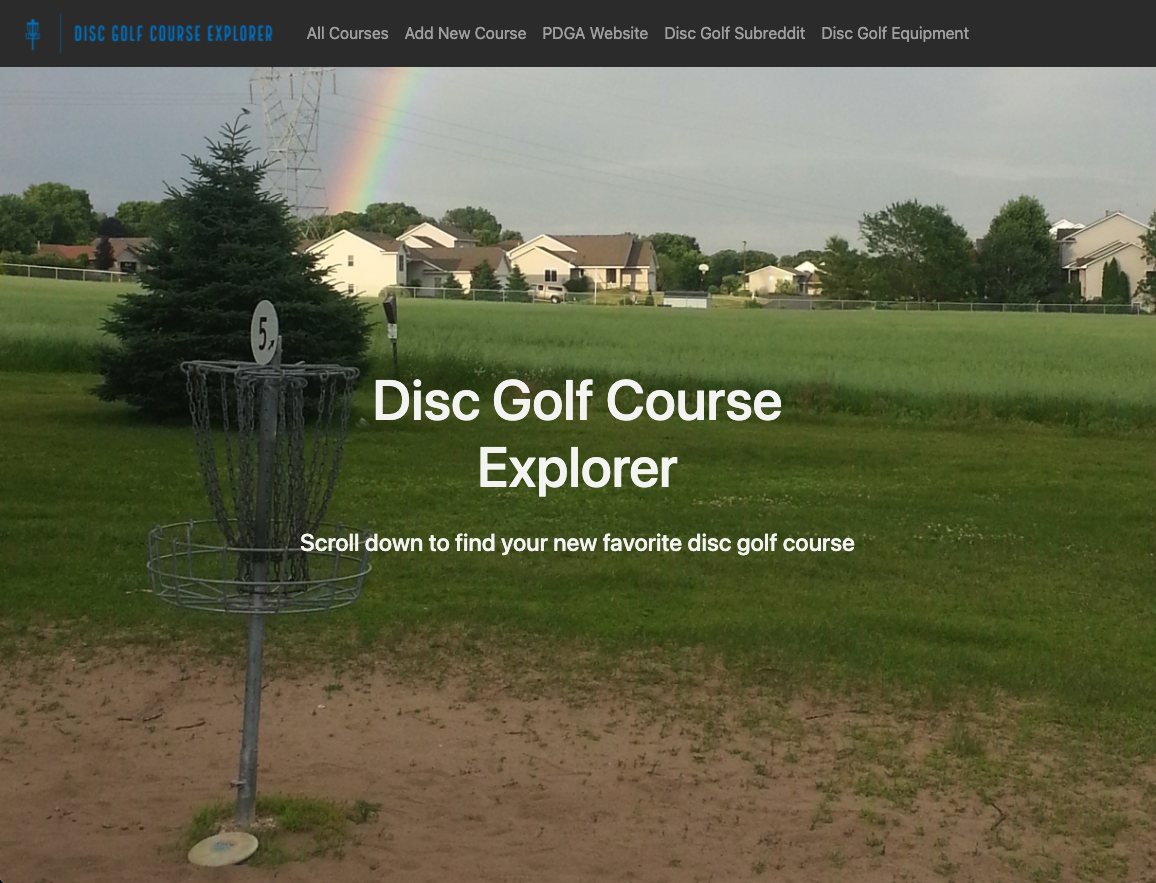 DISC GOLF COURSE EXPLORER
All Courses Add New Course PDGA Website Disc Golf Subreddit Disc Golf Equipment
5
Disc Golf Course
Explorer
Scroll down to find your new favorite disc golf course